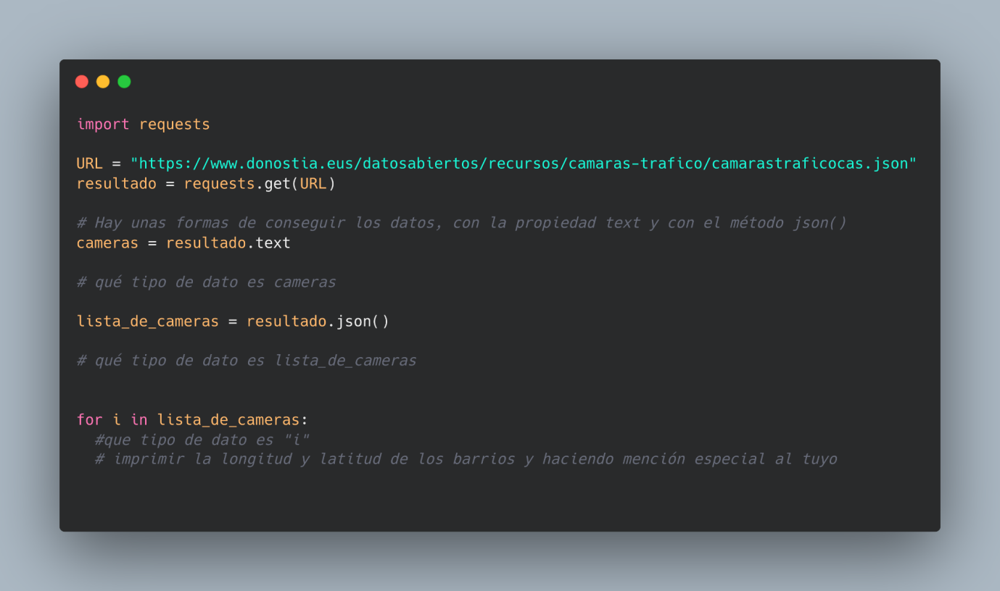 import requests
URL = "https://www.donostia.eus/datosabiertos/recursos/camaras-trafico/camarastraficocas.json"
resultado = requests.get(URL)
# Hay unas formas de conseguir los datos, con la propiedad text y con el método json()
cameras = resultado.text
# qué tipo de dato es cameras
lista_de_cameras = resultado.json()
# qué tipo de dato es lista_de_cameras
for i in lista_de_cameras:
  #que tipo de dato es "i"
  # imprimir la longitud y latitud de los barrios y haciendo mención especial al tuyo